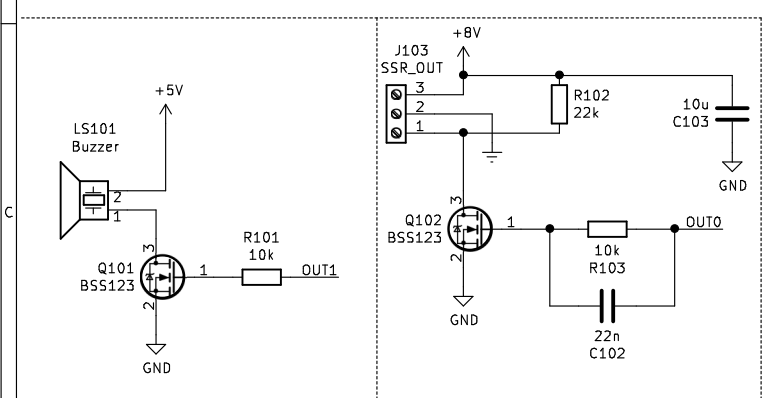 +8V
J103
SSR_OUT
3
2
1
R102
22k
10u
C103
GND
+5V
LS101
Buzzer
2
1
C
3
Q101
BSS123
1
2
R101
10k
OUT1
GND
3
Q102
BSS123
1
2
OUT0
10k
R103
GND
22n
C102